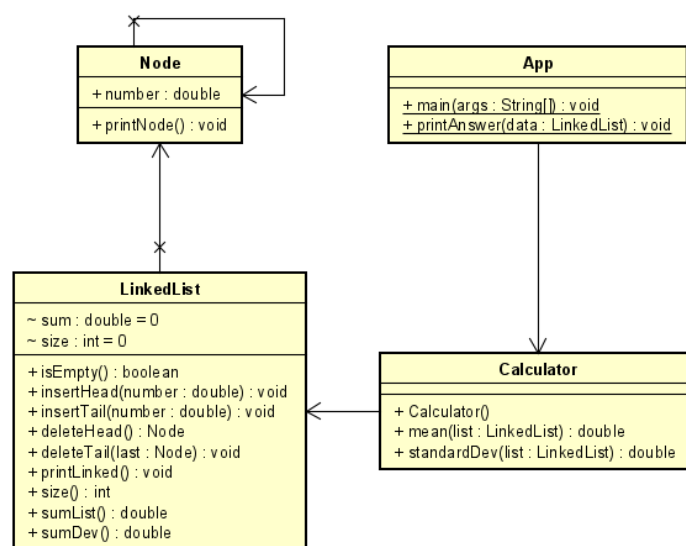 Node
+ number : double
+ printNode() : void
App
+ main(args : String[]) : void
+ printAnswer(data : LinkedList) : void
LinkedList
~ sum : double = 0
~ size : int = 0
+ isEmpty() : boolean
+ insertHead(number : double) : void
+ insertTail(number : double) : void
+ deleteHead() : Node
+ deleteTail(last : Node) : void
+ printLinked() : void
+ size() : int
+ sumList() : double
+ sumDev() : double
Calculator
+ Calculator()
+ mean(list : LinkedList) : double
+ standardDev(list : LinkedList) : double